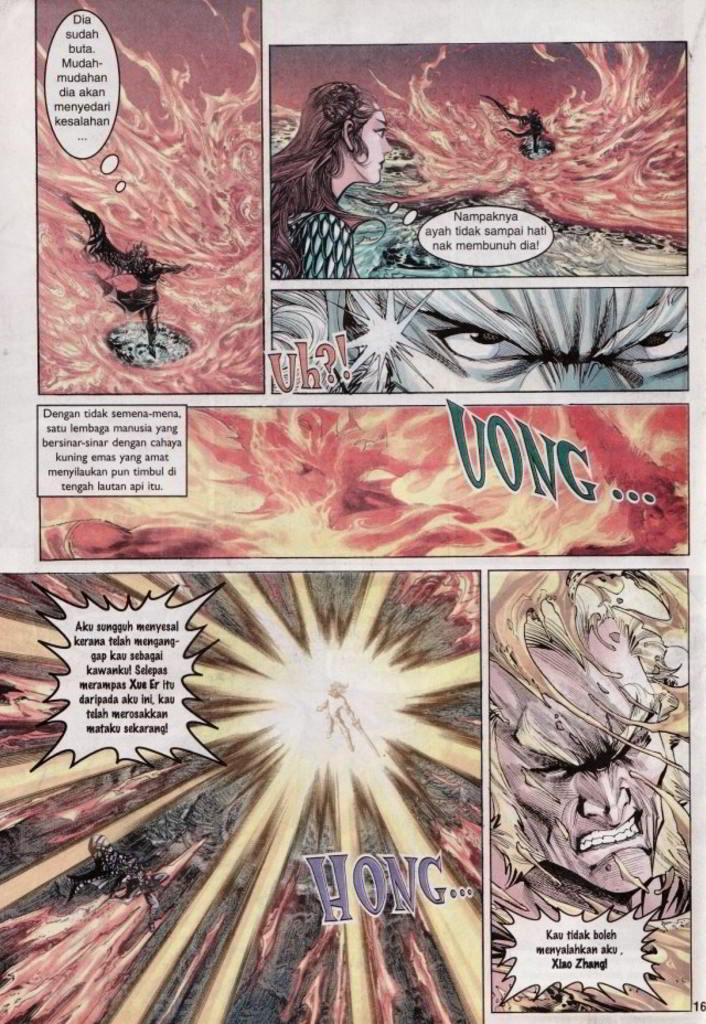 Dia
sudah
buta.
Mudah-
mudahan
dia akan
menyedari
kesalahan
...
Nampaknya
ayah tidak sampai hati
nak membunuh dia!
Uh?!
Dengan tidak semena-mena,
satu lembaga manusia yang
bersinar-sinar dengan cahaya
kuning emas yang amat
menyilaukan pun timbul di
tengah lautan api itu.
UONG...
Aku sungguh menyesal
kerana telah mengang-
gap kau sebagai
kawanku! Selepas
merampas Xue Er itu
daripada aku ini, kau
telah merosakkan
mataku sekarang!
HONG...
Kau tidak boleh
menyalahkan aku ,
Xiao Zhang!
16